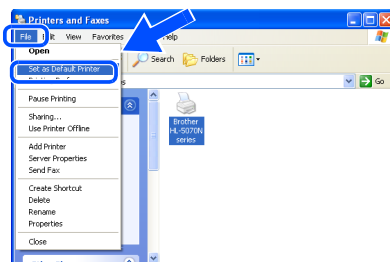 Printers and Faxes
File Edit View Favorites Help
Search Folders
Go
Open
Set as Default Printer
Pause Printing
Sharing...
Use Printer Offline
Add Printer
Server Properties
Send Fax
Create Shortcut
Delete
Rename
Properties
Close
Brother
HL-5070N
series